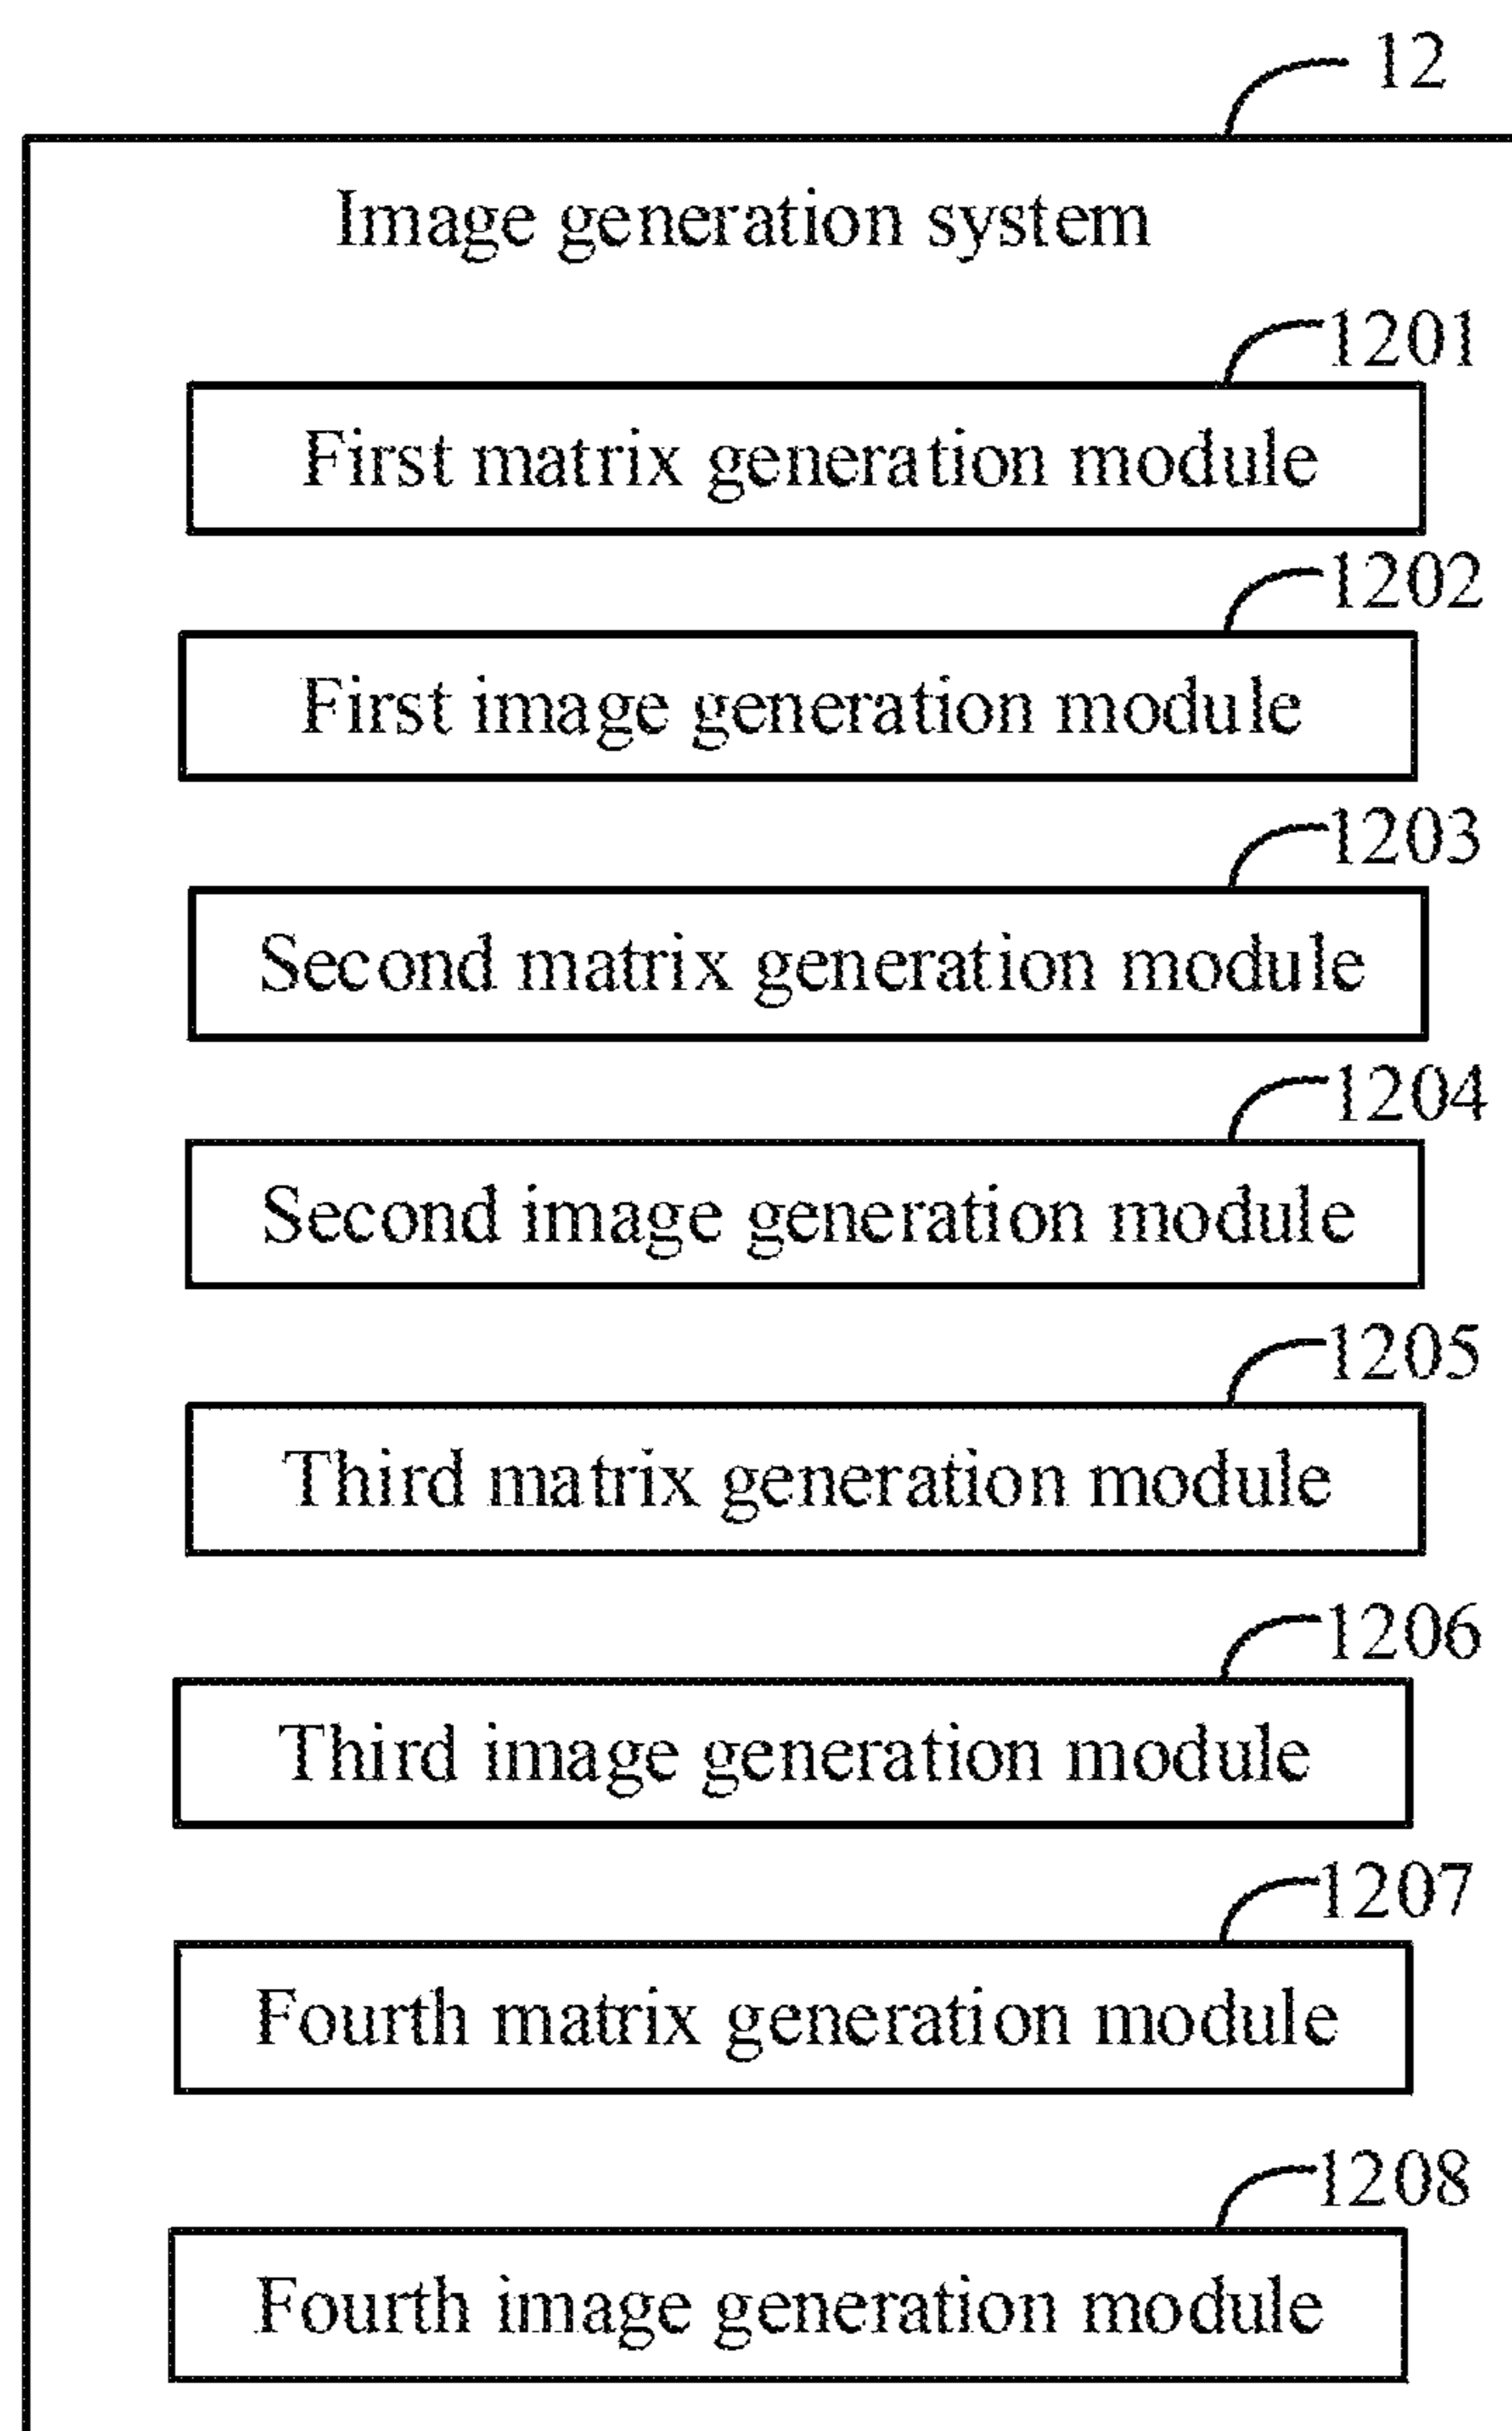 12
Image generation system
1201
First matrix generation module
1202
First image generation module
1203
Second matrix generation module
1204
Second image generation module
1205
Third matrix generation module
1206
Third image generation module
1207
Fourth matrix generation module
1208
Fourth image generation module